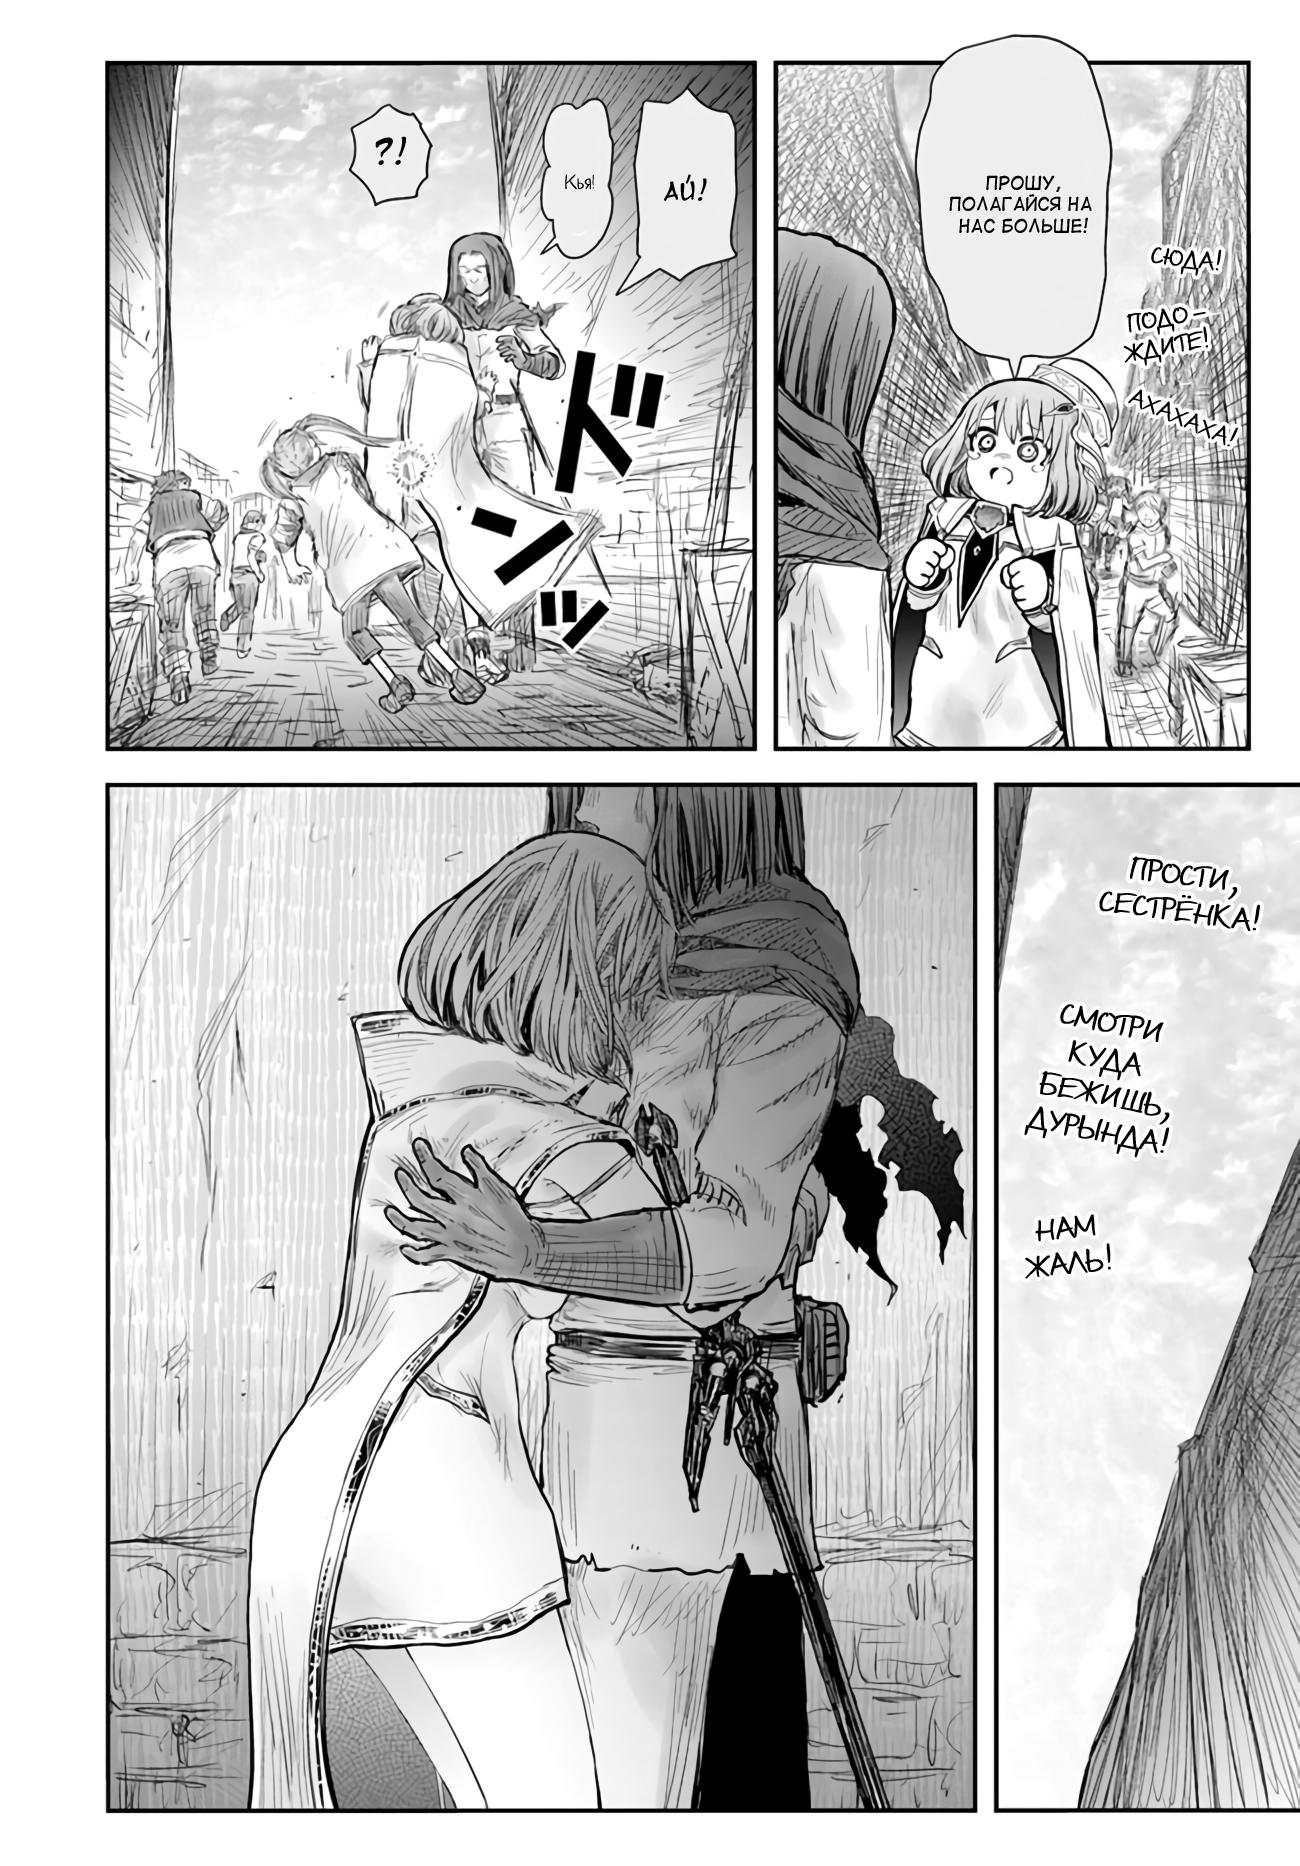 ПРОШУ,
ПОЛАГАЙСЯ НА
НАС БОЛЬШЕ!
СЮДА!
ПОДО-
ЖДИТЕ!
АХАХАХА!
АЙ!
Кья!
?!
ドンッ
ПРОСТИ,
СЕСТРЁНКА!
СМОТРИ
КУДА
БЕЖИШЬ,
ДУРЫНДА!
НАМ
ЖАЛЬ!